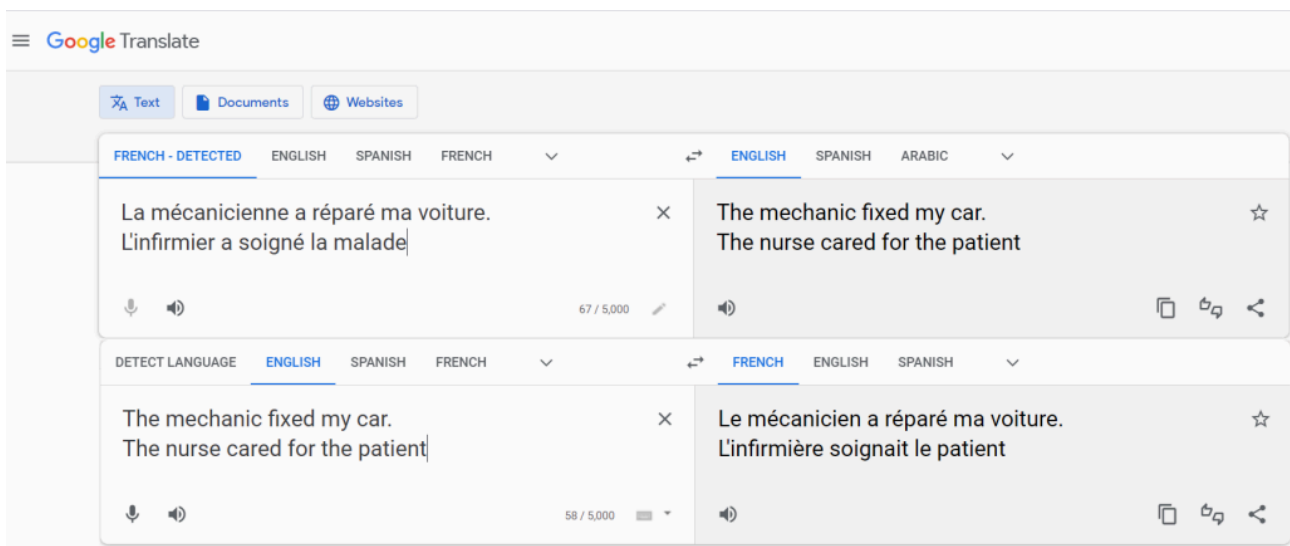 Google Translate
Text Documents Websites
FRENCH - DETECTED ENGLISH SPANISH FRENCH ENGLISH SPANISH ARABIC
La mécanicienne a réparé ma voiture.
L'infirmier a soigné la malade
The mechanic fixed my car.
The nurse cared for the patient
67 / 5,000
DETECT LANGUAGE ENGLISH SPANISH FRENCH FRENCH ENGLISH SPANISH
The mechanic fixed my car.
The nurse cared for the patient
Le mécanicien a réparé ma voiture.
L'infirmière soignait le patient
58 / 5,000